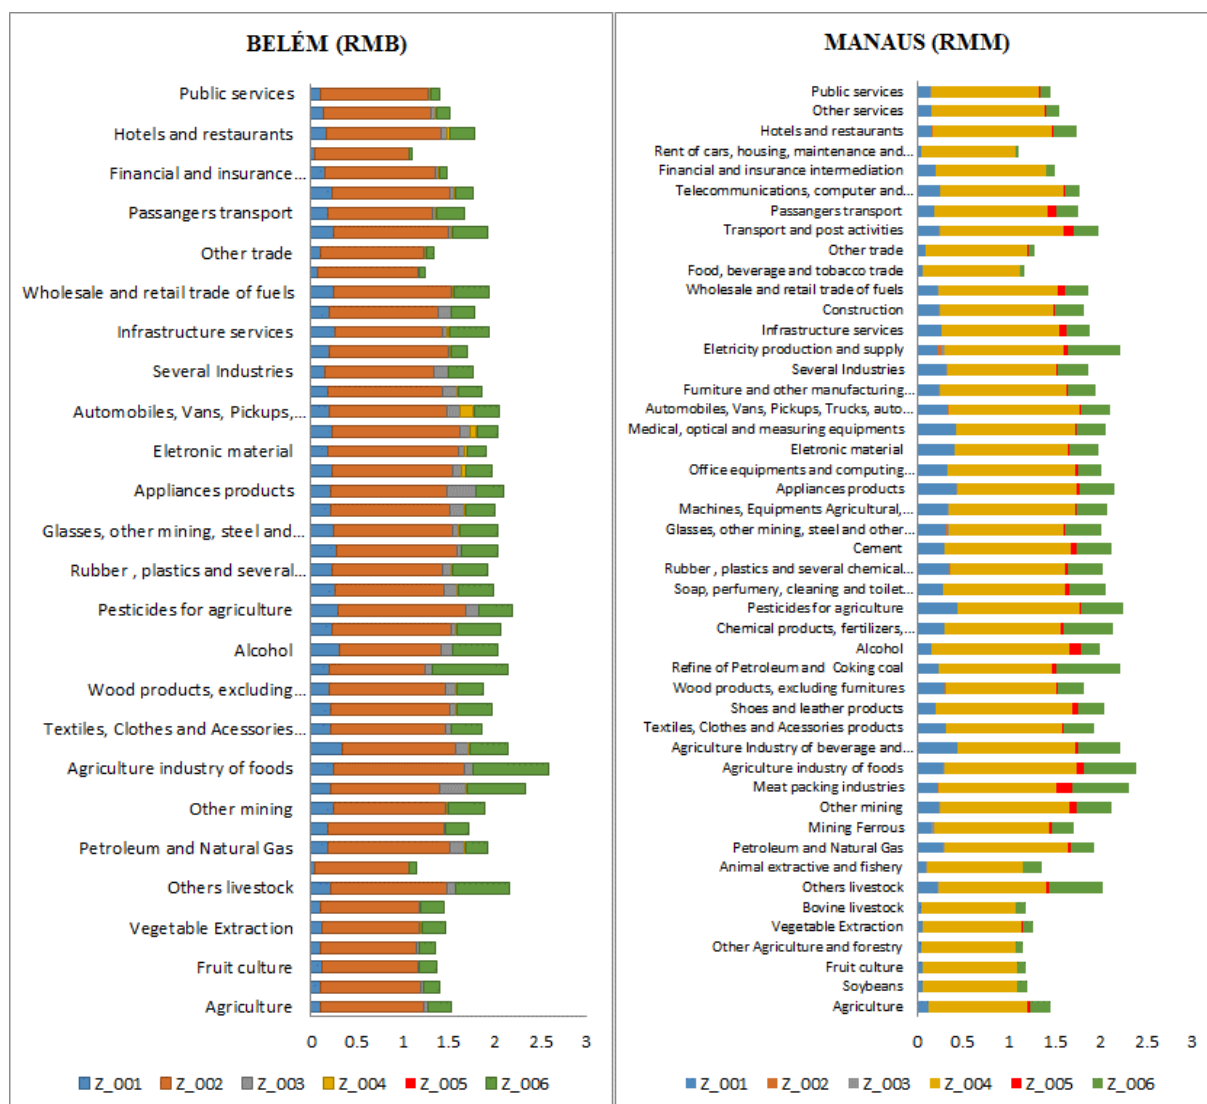 BELÉM (RMB)
Public services
Hotels and restaurants
Financial and insurance...
Passangers transport
Other trade
Wholesale and retail trade of fuels
Infrastructure services
Several Industries
Automobiles, Vans, Pickups,...
Eletronic material
Appliances products
Glasses, other mining, steel and...
Rubber , plastics and several...
Pesticides for agriculture
Alcohol
Wood products, excluding...
Textiles, Clothes and Acessories...
Agriculture industry of foods
Other mining
Petroleum and Natural Gas
Others livestock
Vegetable Extraction
Fruit culture
Agriculture
0 0.5 1 1.5 2 2.5 3
Z_001 Z_002 Z_003 Z_004 Z_005 Z_006
MANAUS (RMM)
Public services
Other services
Hotels and restaurants
Rent of cars, housing, maintenance and...
Financial and insurance intermediation
Telecommunications, computer and...
Passangers transport
Transport and post activities
Other trade
Food, beverage and tobacco trade
Wholesale and retail trade of fuels
Construction
Infrastructure services
Eletricity production and supply
Several Industries
Furniture and other manufacturing...
Automobiles, Vans, Pickups, Trucks, auto...
Medical, optical and measuring equipments
Eletronic material
Office equipments and computing...
Appliances products
Machines, Equipments Agricultural,...
Glasses, other mining, steel and other...
Cement
Rubber , plastics and several chemical...
Soap, perfumery, cleaning and toilet...
Pesticides for agriculture
Chemical products, fertilizers,...
Alcohol
Refine of Petroleum and Coking coal
Wood products, excluding furnitures
Shoes and leather products
Textiles, Clothes and Acessories products
Agriculture Industry of beverage and...
Agriculture industry of foods
Meat packing industries
Other mining
Mining Ferrous
Petroleum and Natural Gas
Animal extractive and fishery
Others livestock
Bovine livestock
Vegetable Extraction
Other Agriculture and forestry
Fruit culture
Soybeans
Agriculture
0 0.5 1 1.5 2 2.5 3
Z_001 Z_002 Z_003 Z_004 Z_005 Z_006